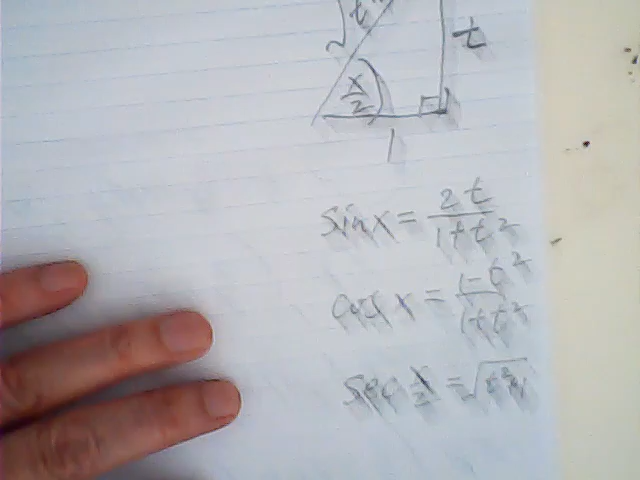 √t
t
x/2
1
sin x = 2t/1+t²
cos x = 1-t²/1+t²
sec x/2 = √t²+1